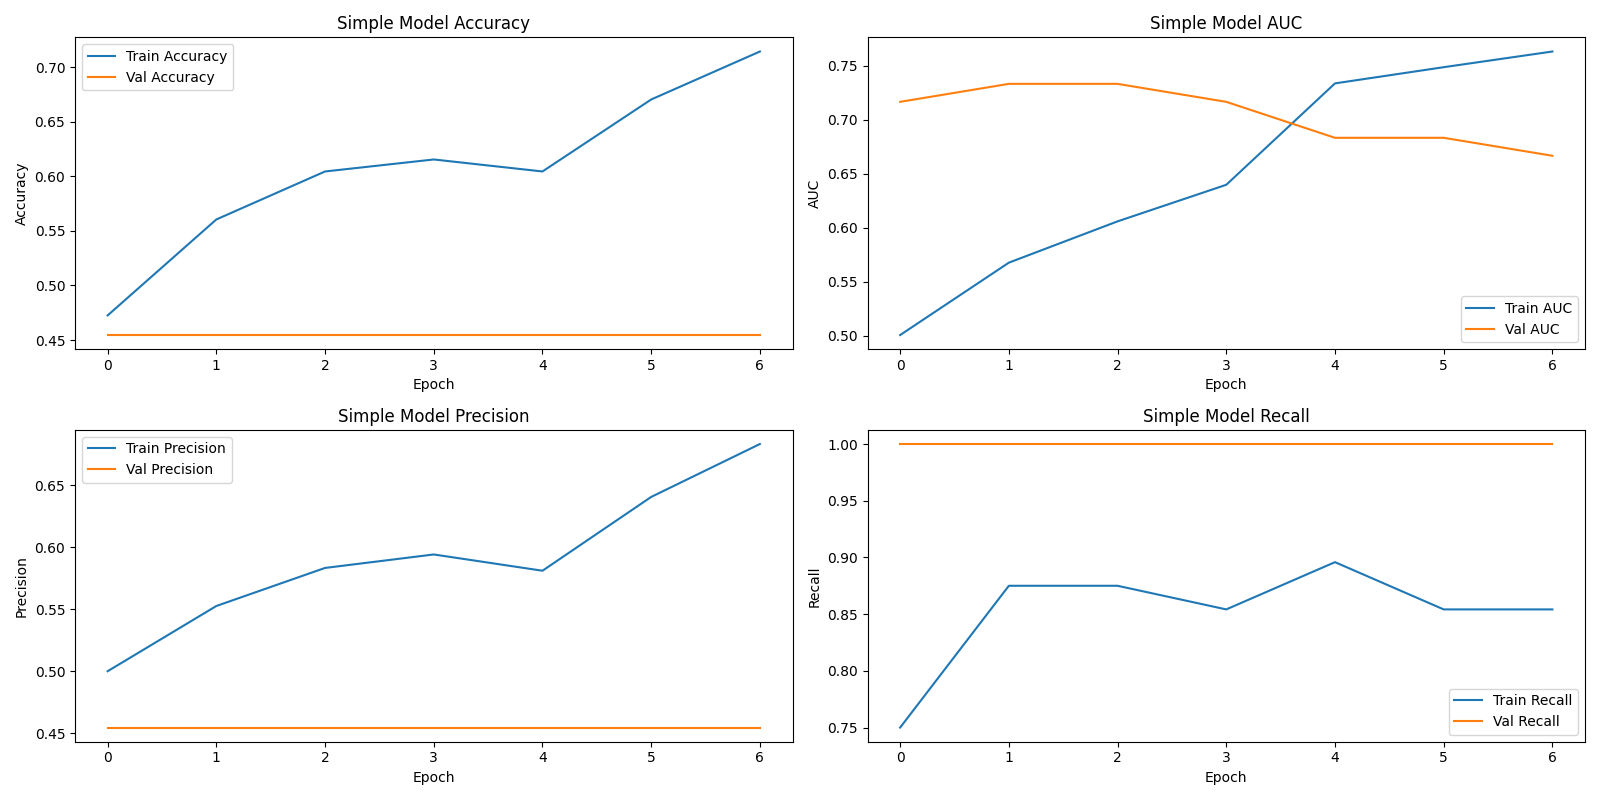 Simple Model Accuracy
Train Accuracy
Val Accuracy
0.70
0.65
0.60
0.55
0.50
0.45
Accuracy
0 1 2 3 4 5 6
Epoch
Simple Model AUC
0.75
0.70
0.65
0.60
0.55
0.50
AUC
Train AUC
Val AUC
0 1 2 3 4 5 6
Epoch
Simple Model Precision
Train Precision
Val Precision
0.65
0.60
0.55
0.50
0.45
Precision
0 1 2 3 4 5 6
Epoch
Simple Model Recall
1.00
0.95
0.90
0.85
0.80
0.75
Recall
Train Recall
Val Recall
0 1 2 3 4 5 6
Epoch